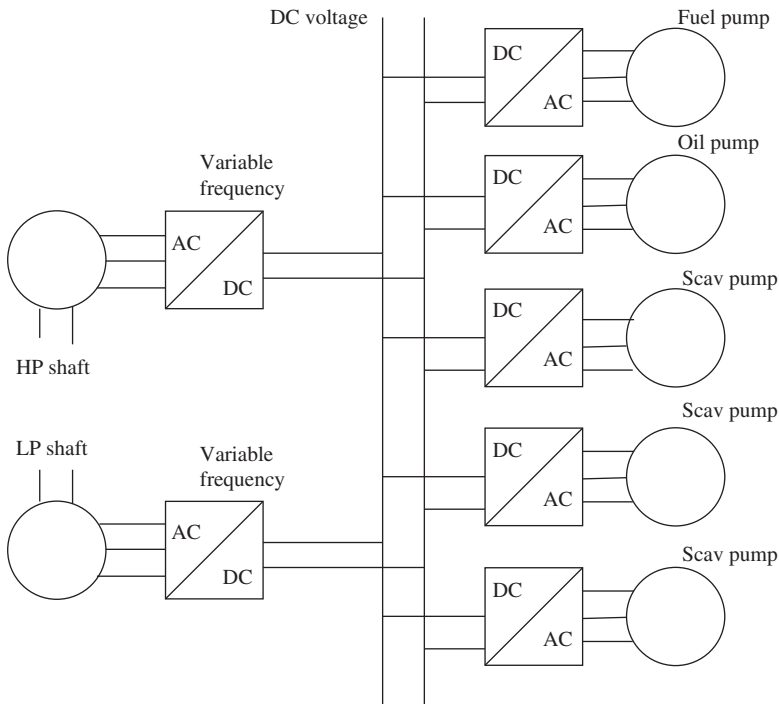 DC voltage
Fuel pump
DC
AC
Oil pump
DC
AC
Variable
frequency
AC
DC
HP shaft
Scav pump
DC
AC
LP shaft
Variable
frequency
AC
DC
Scav pump
DC
AC
Scav pump
DC
AC